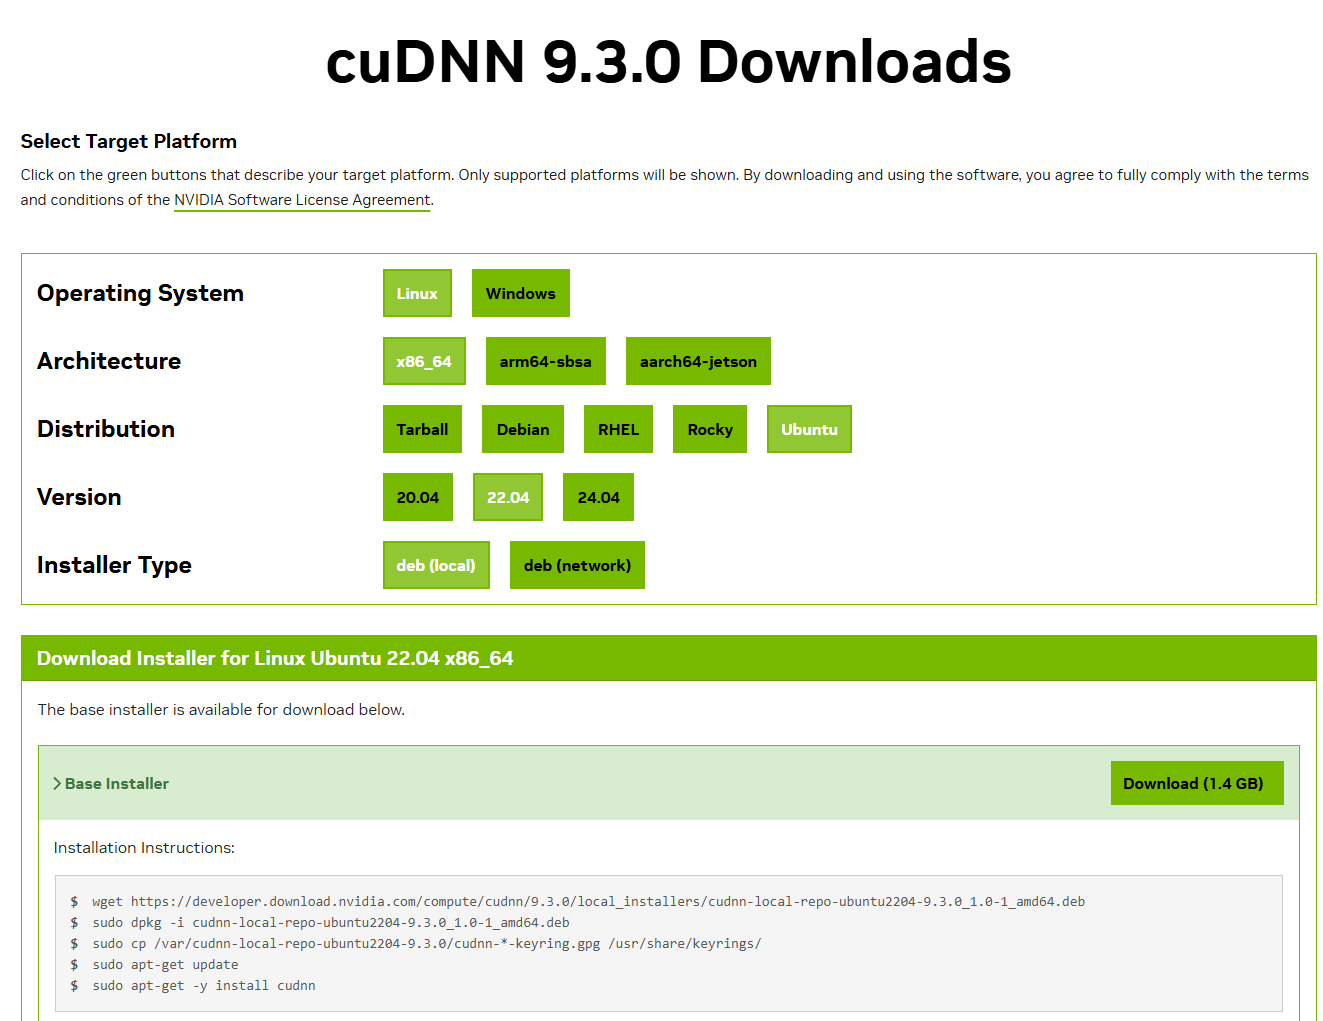 cuDNN 9.3.0 Downloads
Select Target Platform
Click on the green buttons that describe your target platform. Only supported platforms will be shown. By downloading and using the software, you agree to fully comply with the terms
and conditions of the NVIDIA Software License Agreement.
Operating System Linux Windows
Architecture x86_64 arm64-sbsa aarch64-jetson
Distribution Tarball Debian RHEL Rocky Ubuntu
Version 20.04 22.04 24.04
Installer Type deb (local) deb (network)
Download Installer for Linux Ubuntu 22.04 x86_64
The base installer is available for download below.
Base Installer Download (1.4 GB)
Installation Instructions:
$ wget https://developer.download.nvidia.com/compute/cudnn/9.3.0/local_installers/cudnn-local-repo-ubuntu2204-9.3.0_1.0-1_amd64.deb
$ sudo dpkg -i cudnn-local-repo-ubuntu2204-9.3.0_1.0-1_amd64.deb
$ sudo cp /var/cudnn-local-repo-ubuntu2204-9.3.0/cudnn-*-keyring.gpg /usr/share/keyrings/
$ sudo apt-get update
$ sudo apt-get -y install cudnn